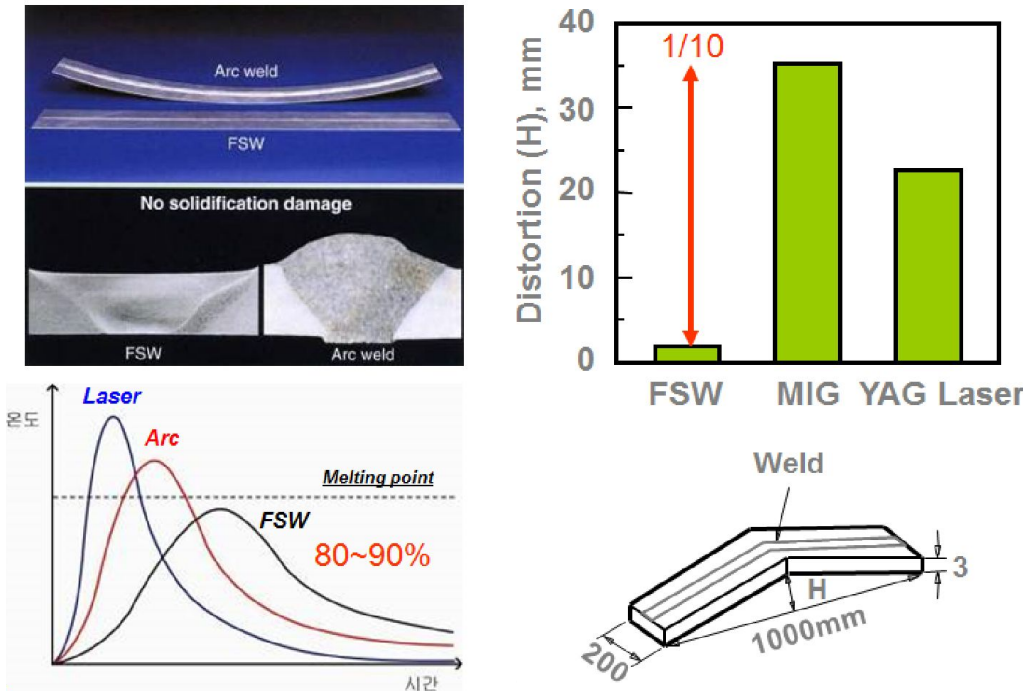 Arc weld
FSW
No solidification damage
FSW
Arc weld
Distortion (H), mm
40
30
20
10
0
1/10
FSW
MIG
YAG Laser
온도
Laser
Arc
Melting point
FSW
80~90%
시간
Weld
H
3
1000mm
200